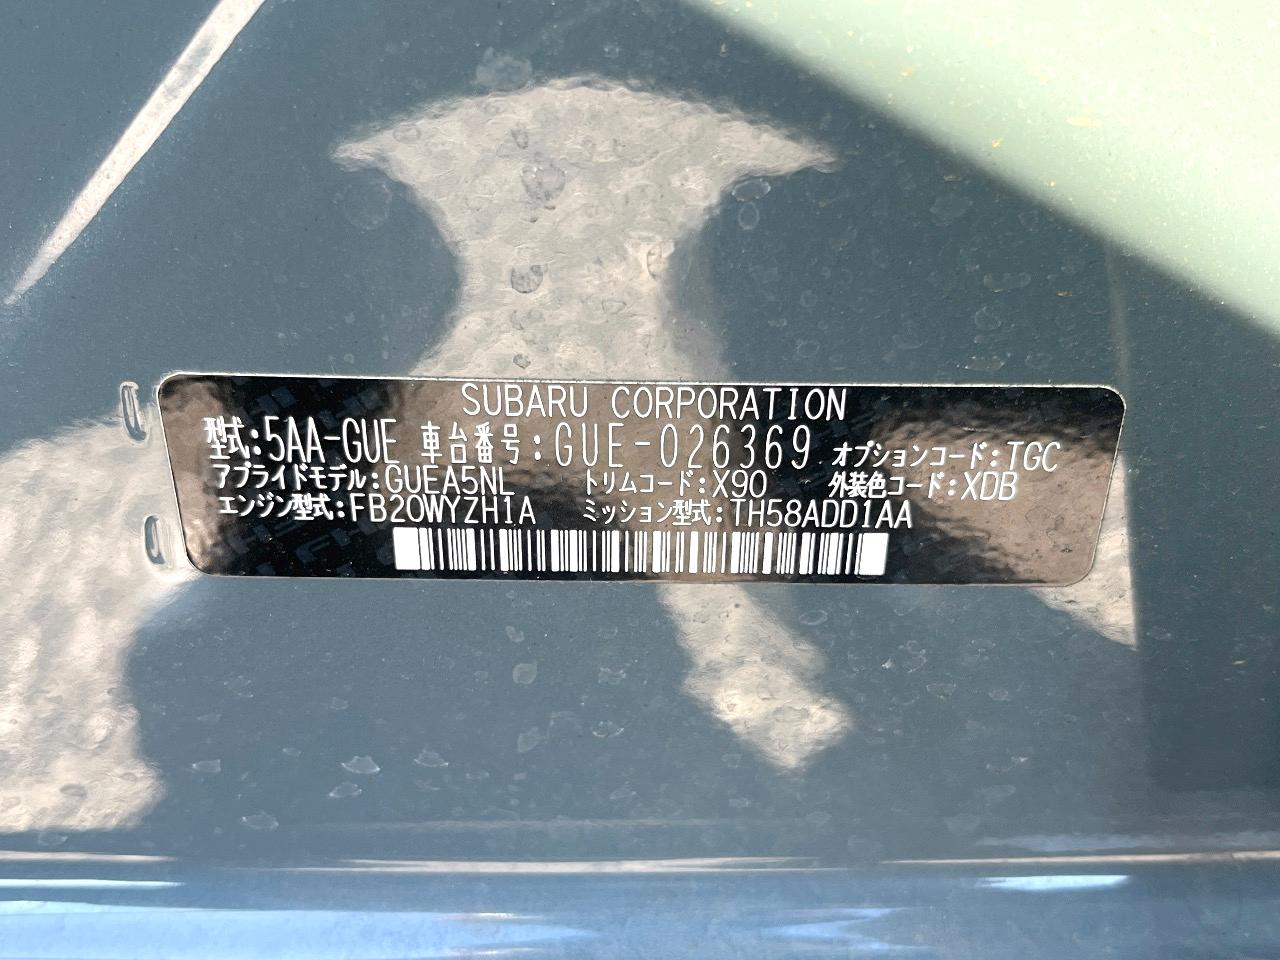 SUBARU CORPORATION
型式:5AA-GUE 車台番号:GUE-026369 オプションコード:TGC
アプライドモデル:GUEA5NL トリムコード:X90 外装色コード:XDB
エンジン型式:FB20WYZH1A ミッション型式:TH58ADD1AA